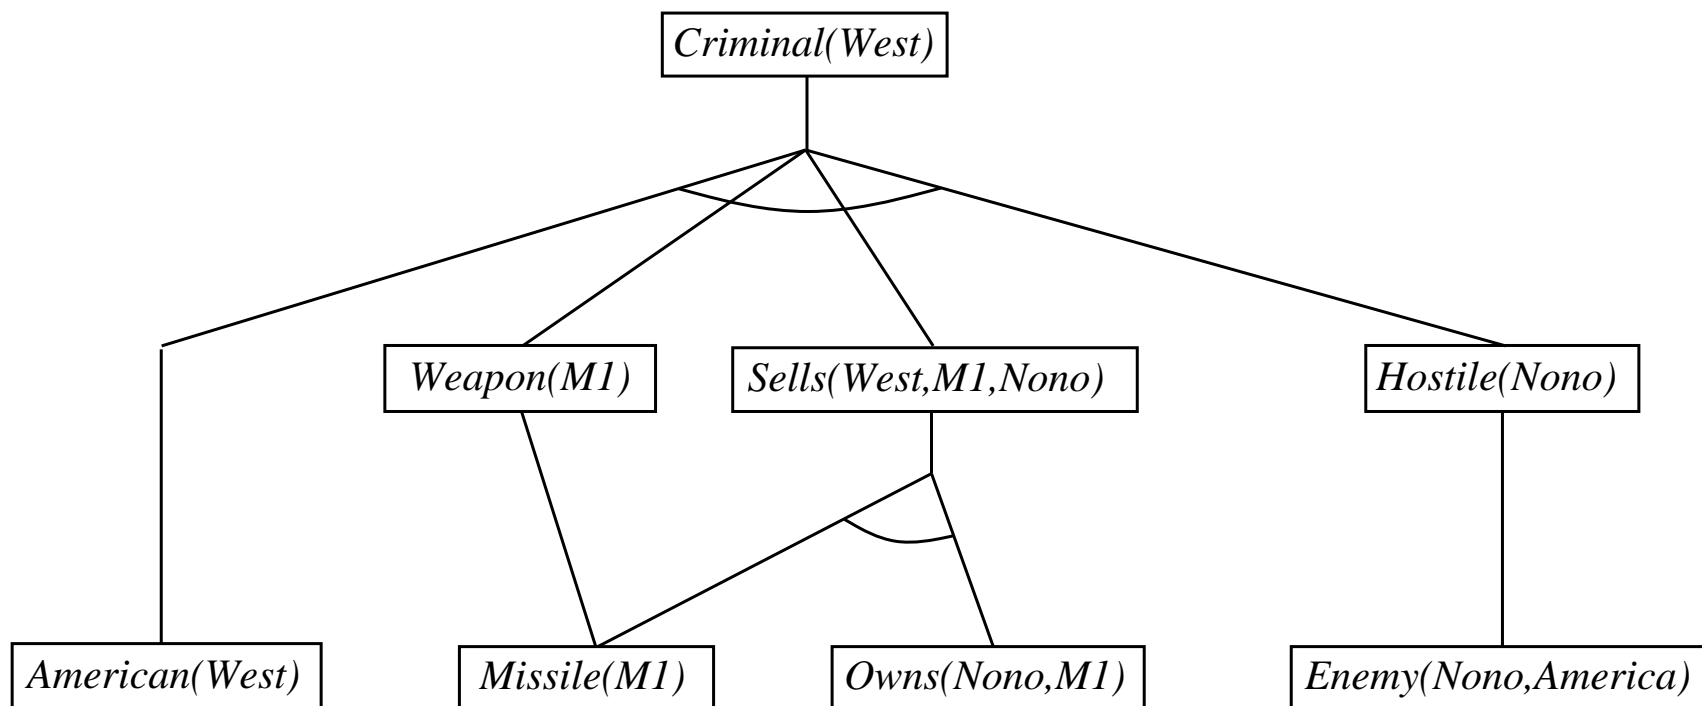 Criminal(West)
Weapon(M1)
Sells(West,M1,Nono)
Hostile(Nono)
American(West)
Missile(M1)
Owns(Nono,M1)
Enemy(Nono,America)